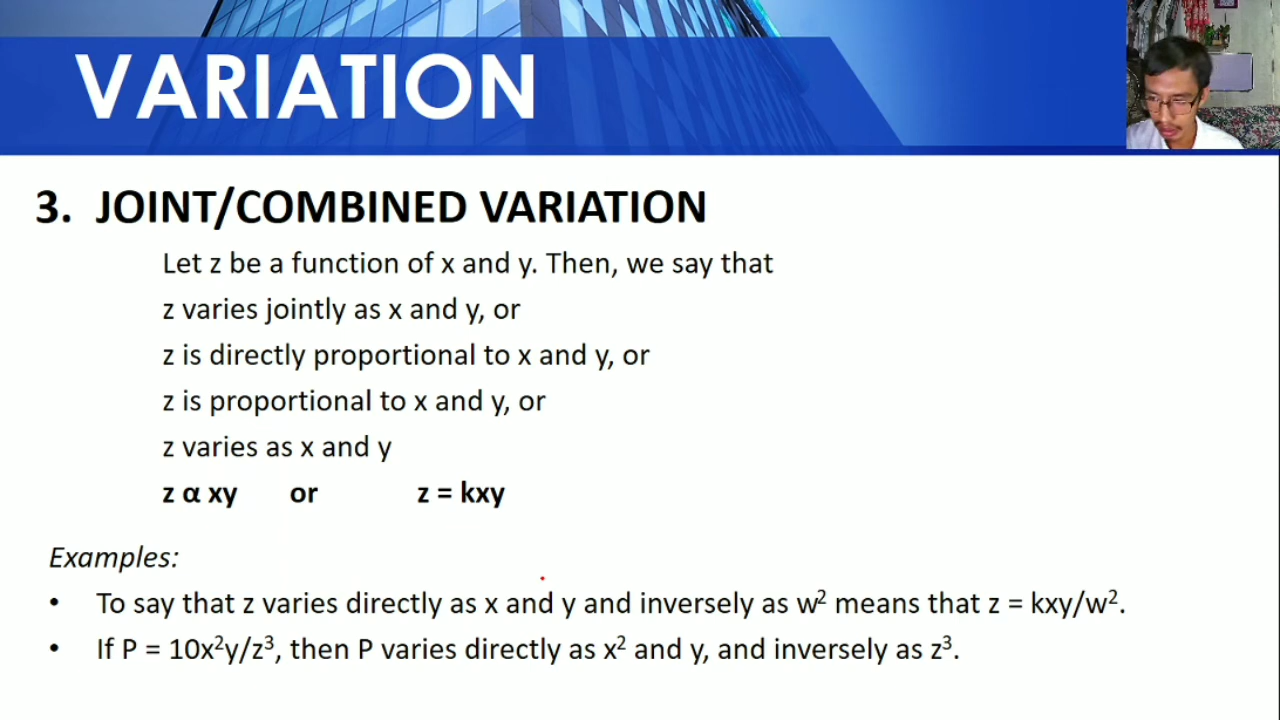 VARIATION
3. JOINT/COMBINED VARIATION
Let z be a function of x and y. Then, we say that
z varies jointly as x and y, or
z is directly proportional to x and y, or
z is proportional to x and y, or
z varies as x and y
z α xy or z = kxy
Examples:
• To say that z varies directly as x and y and inversely as w² means that z = kxy/w².
• If P = 10x²y/z³, then P varies directly as x² and y, and inversely as z³.